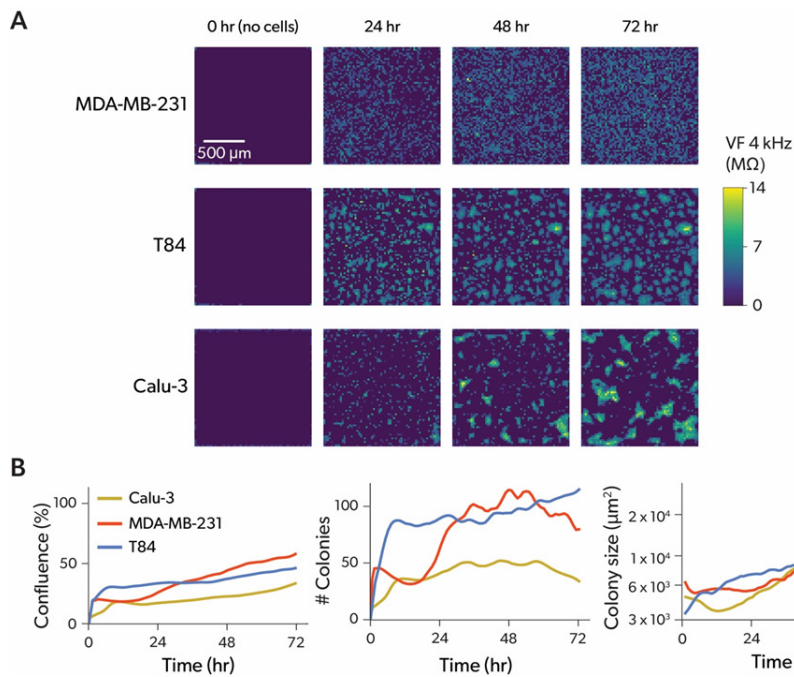 A
0 hr (no cells) 24 hr 48 hr 72 hr
MDA-MB-231
500 µm
VF 4 kHz
(MΩ)
14
7
0
T84
Calu-3
B
Calu-3
MDA-MB-231
T84
Confluence (%)
100
50
0
0 24 48 72
Time (hr)
# Colonies
100
50
0
0 24 48 72
Time (hr)
Colony size (µm²)
2 x 10⁴
1 x 10⁴
6 x 10³
3 x 10³
0 24
Time